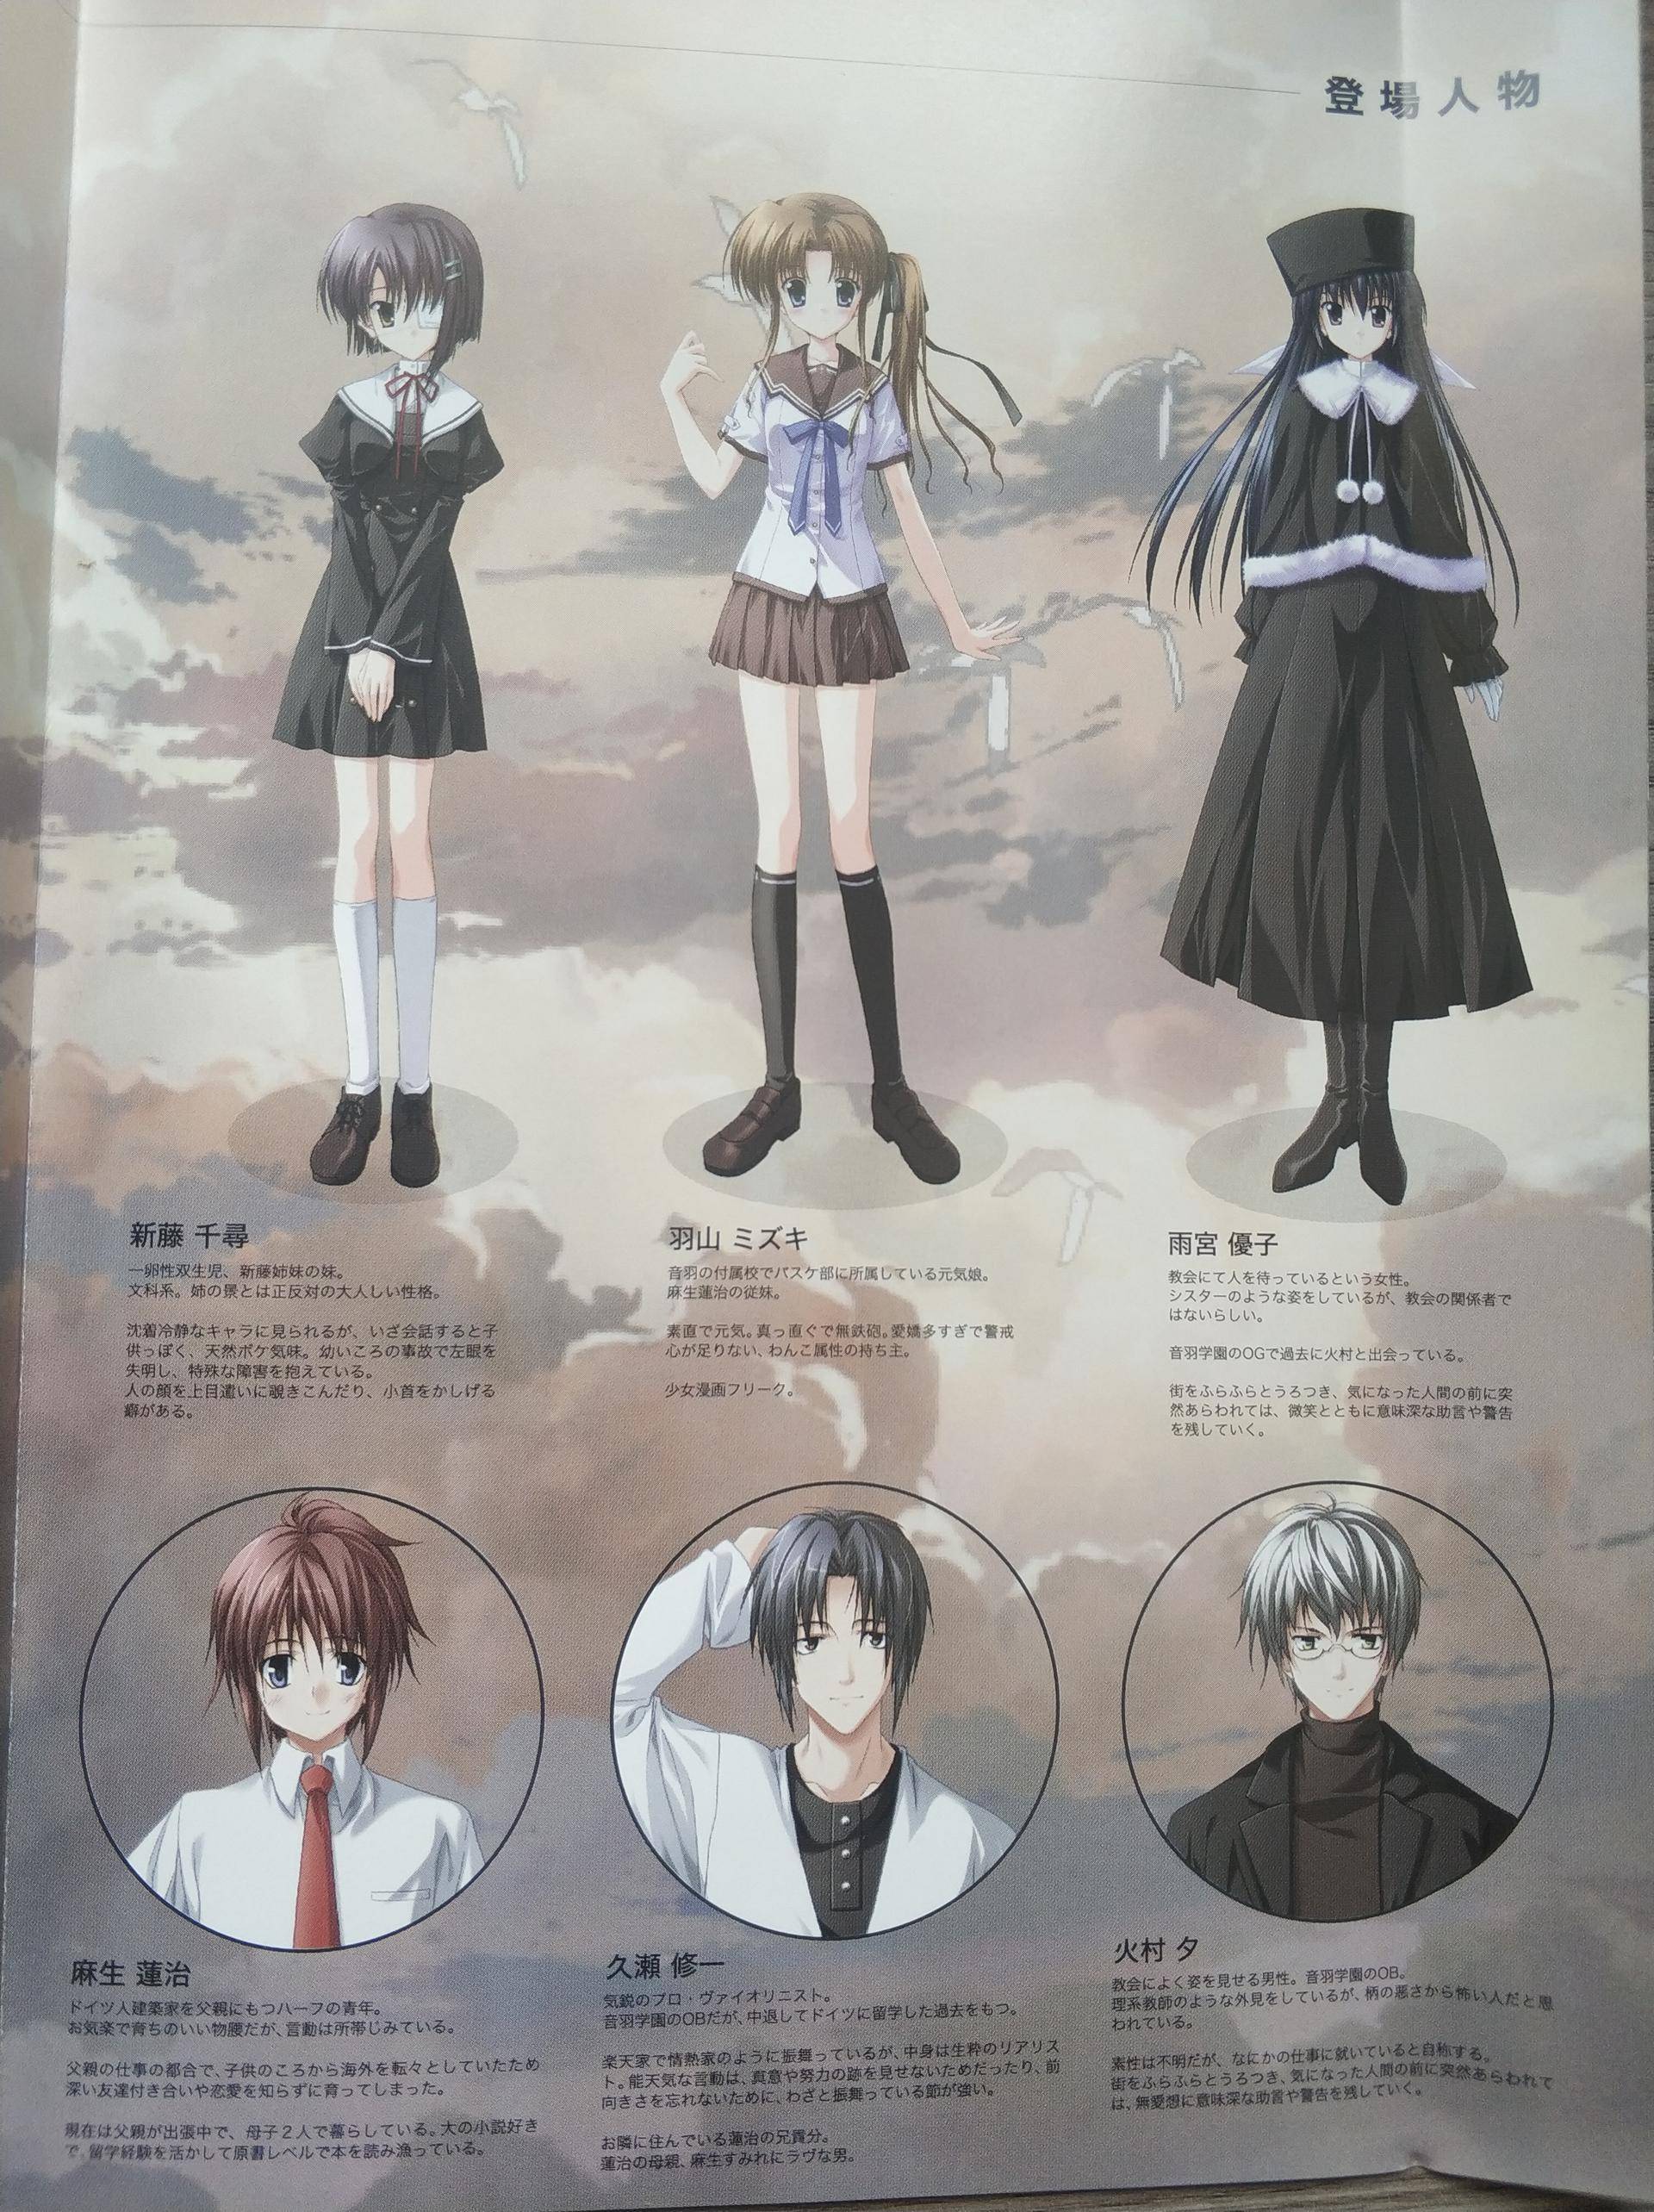 登場人物
新藤 千尋
一卵性双生児、新藤姉妹の妹。
文科系。姉の景とは正反対の大人しい性格。
沈着冷静なキャラに見られるが、いざ会話すると子
供っぽく、天然ボケ気味。幼いころの事故で左眼を
失明し、特殊な障害を抱えている。
人の顔を上目遣いに覗きこんだり、小首をかしげる
癖がある。
羽山 ミズキ
音羽の付属校でバスケ部に所属している元気娘。
麻生蓮治の従妹。
素直で元気。真っ直ぐで無鉄砲。愛嬌多すぎで警戒
心が足りない、わんこ属性の持ち主。
少女漫画フリーク。
雨宮 優子
教会にて人を待っているという女性。
シスターのような姿をしているが、教会の関係者で
はないらしい。
音羽学園のOGで過去に火村と出会っている。
街をふらふらとうろつき、気になった人間の前に突
然あらわれては、微笑とともに意味深な助言や警告
を残していく。
麻生 蓮治
ドイツ人建築家を父親にもつハーフの青年。
お気楽で育ちのいい物腰だが、言動は所帯じみている。
父親の仕事の都合で、子供のころから海外を転々としていたため
深い友達付き合いや恋愛を知らずに育ってしまった。
現在は父親が出張中で、母子２人で暮らしている。大の小説好き
で、留学経験を活かして原書レベルで本を読み漁っている。
久瀬 修一
気鋭のプロ・ヴァイオリニスト。
音羽学園のOBだが、中退してドイツに留学した過去をもつ。
楽天家で情熱家のように振舞っているが、中身は生粋のリアリス
ト。能天気な言動は、真意や努力の跡を見せないためだったり、前
向きさを忘れないために、わざと振舞っている節が強い。
お隣に住んでいる蓮治の兄貴分。
蓮治の母親、麻生すみれにラヴな男。
火村 夕
教会によく姿を見せる男性。音羽学園のOB。
理系教師のような外見をしているが、柄の悪さから怖い人だと思
われている。
素性は不明だが、なにかの仕事に就いていると自称する。
街をふらふらとうろつき、気になった人間の前に突然あらわれて
は、無愛想に意味深な助言や警告を残していく。